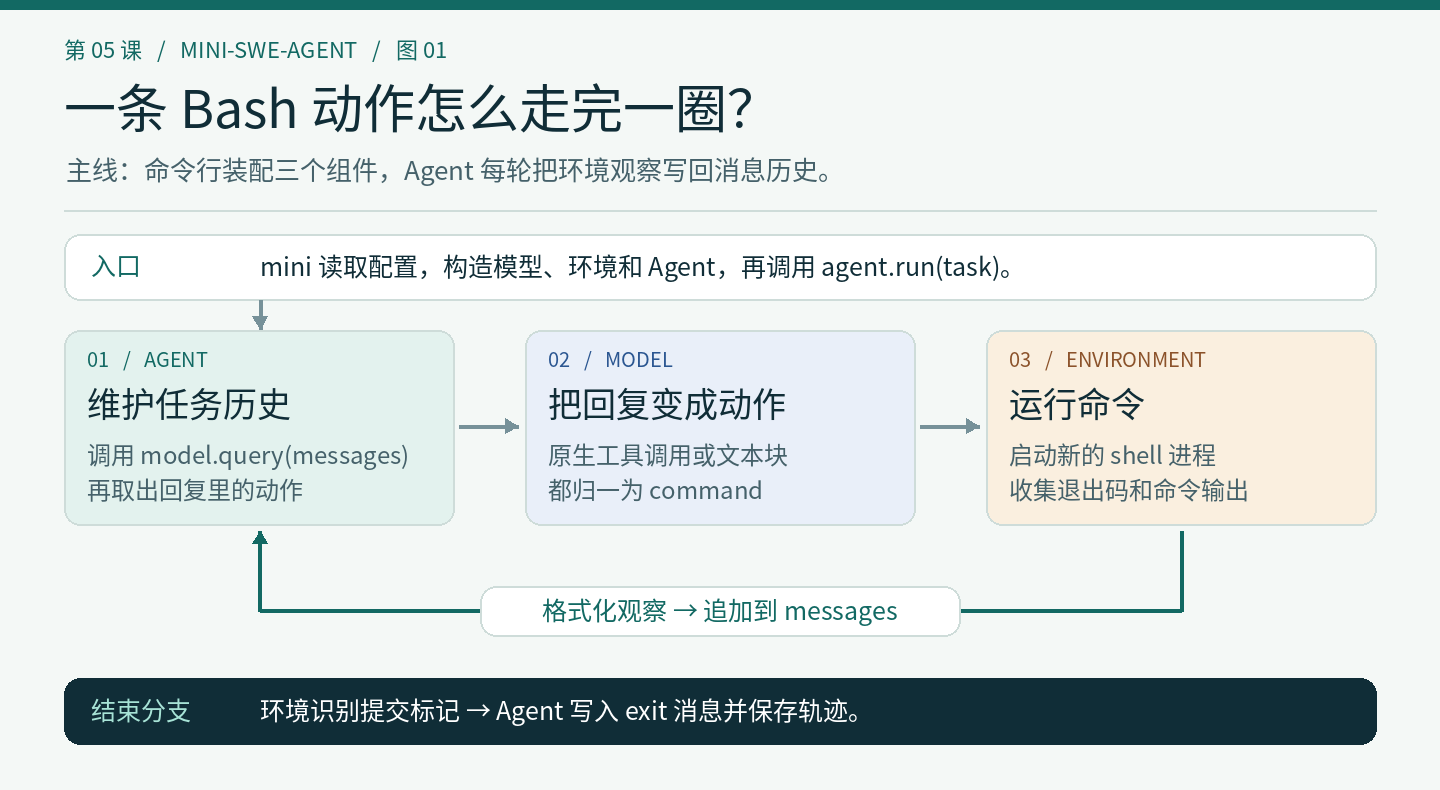 第 05 课 / MINI-SWE-AGENT / 图 01
一条 Bash 动作怎么走完一圈？
主线：命令行装配三个组件，Agent 每轮把环境观察写回消息历史。
入口
mini 读取配置，构造模型、环境和 Agent，再调用 agent.run(task)。
01 / AGENT
维护任务历史
调用 model.query(messages)
再取出回复里的动作
02 / MODEL
把回复变成动作
原生工具调用或文本块
都归一为 command
03 / ENVIRONMENT
运行命令
启动新的 shell 进程
收集退出码和命令输出
格式化观察 → 追加到 messages
结束分支
环境识别提交标记 → Agent 写入 exit 消息并保存轨迹。